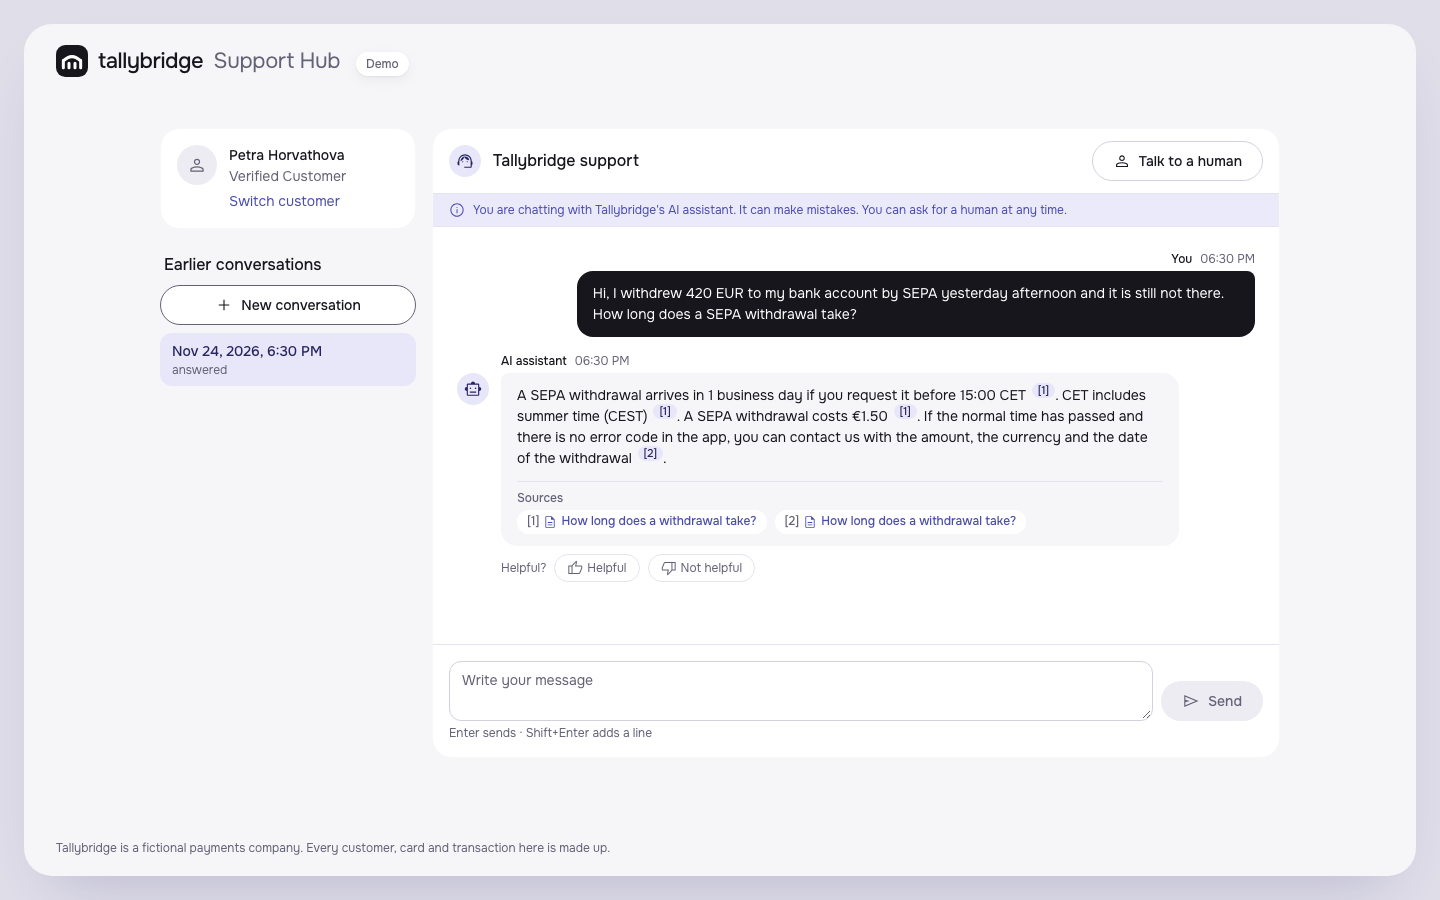 tallybridge Support Hub Demo
Petra Horvathova
Verified Customer
Switch customer
Earlier conversations
New conversation
Nov 24, 2026, 6:30 PM
answered
Tallybridge support
Talk to a human
You are chatting with Tallybridge's AI assistant. It can make mistakes. You can ask for a human at any time.
You 06:30 PM
Hi, I withdrew 420 EUR to my bank account by SEPA yesterday afternoon and it is still not there.
How long does a SEPA withdrawal take?
AI assistant 06:30 PM
A SEPA withdrawal arrives in 1 business day if you request it before 15:00 CET [1]. CET includes
summer time (CEST) [1]. A SEPA withdrawal costs €1.50 [1]. If the normal time has passed and
there is no error code in the app, you can contact us with the amount, the currency and the date
of the withdrawal [2].
Sources
[1] How long does a withdrawal take? [2] How long does a withdrawal take?
Helpful? Helpful Not helpful
Write your message
Send
Enter sends · Shift+Enter adds a line
Tallybridge is a fictional payments company. Every customer, card and transaction here is made up.